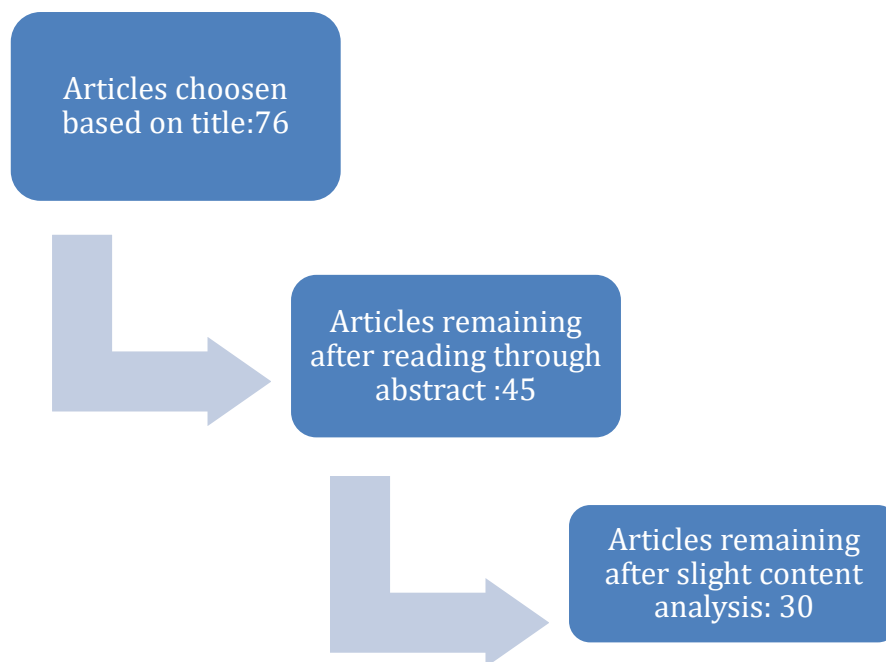 Articles choosen
based on title:76
Articles remaining
after reading through
abstract :45
Articles remaining
after slight content
analysis: 30